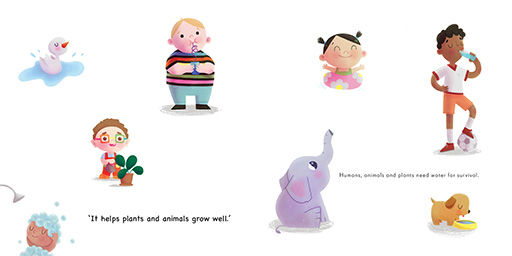 'It helps plants and animals grow well.'
Humans, animals and plants need water for survival.